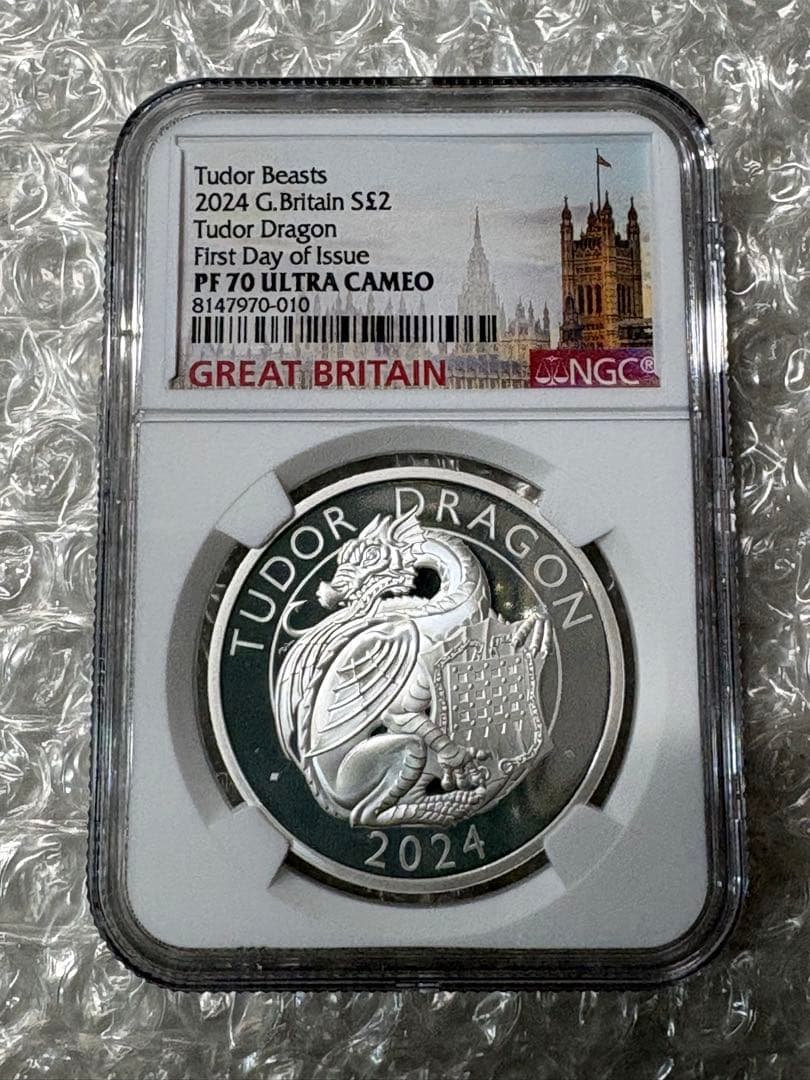 Tudor Beasts
2024 G.Britain S£2
Tudor Dragon
First Day of Issue
PF 70 ULTRA CAMEO
8147970-010
GREAT BRITAIN
NGC®
TUDOR DRAGON
2024